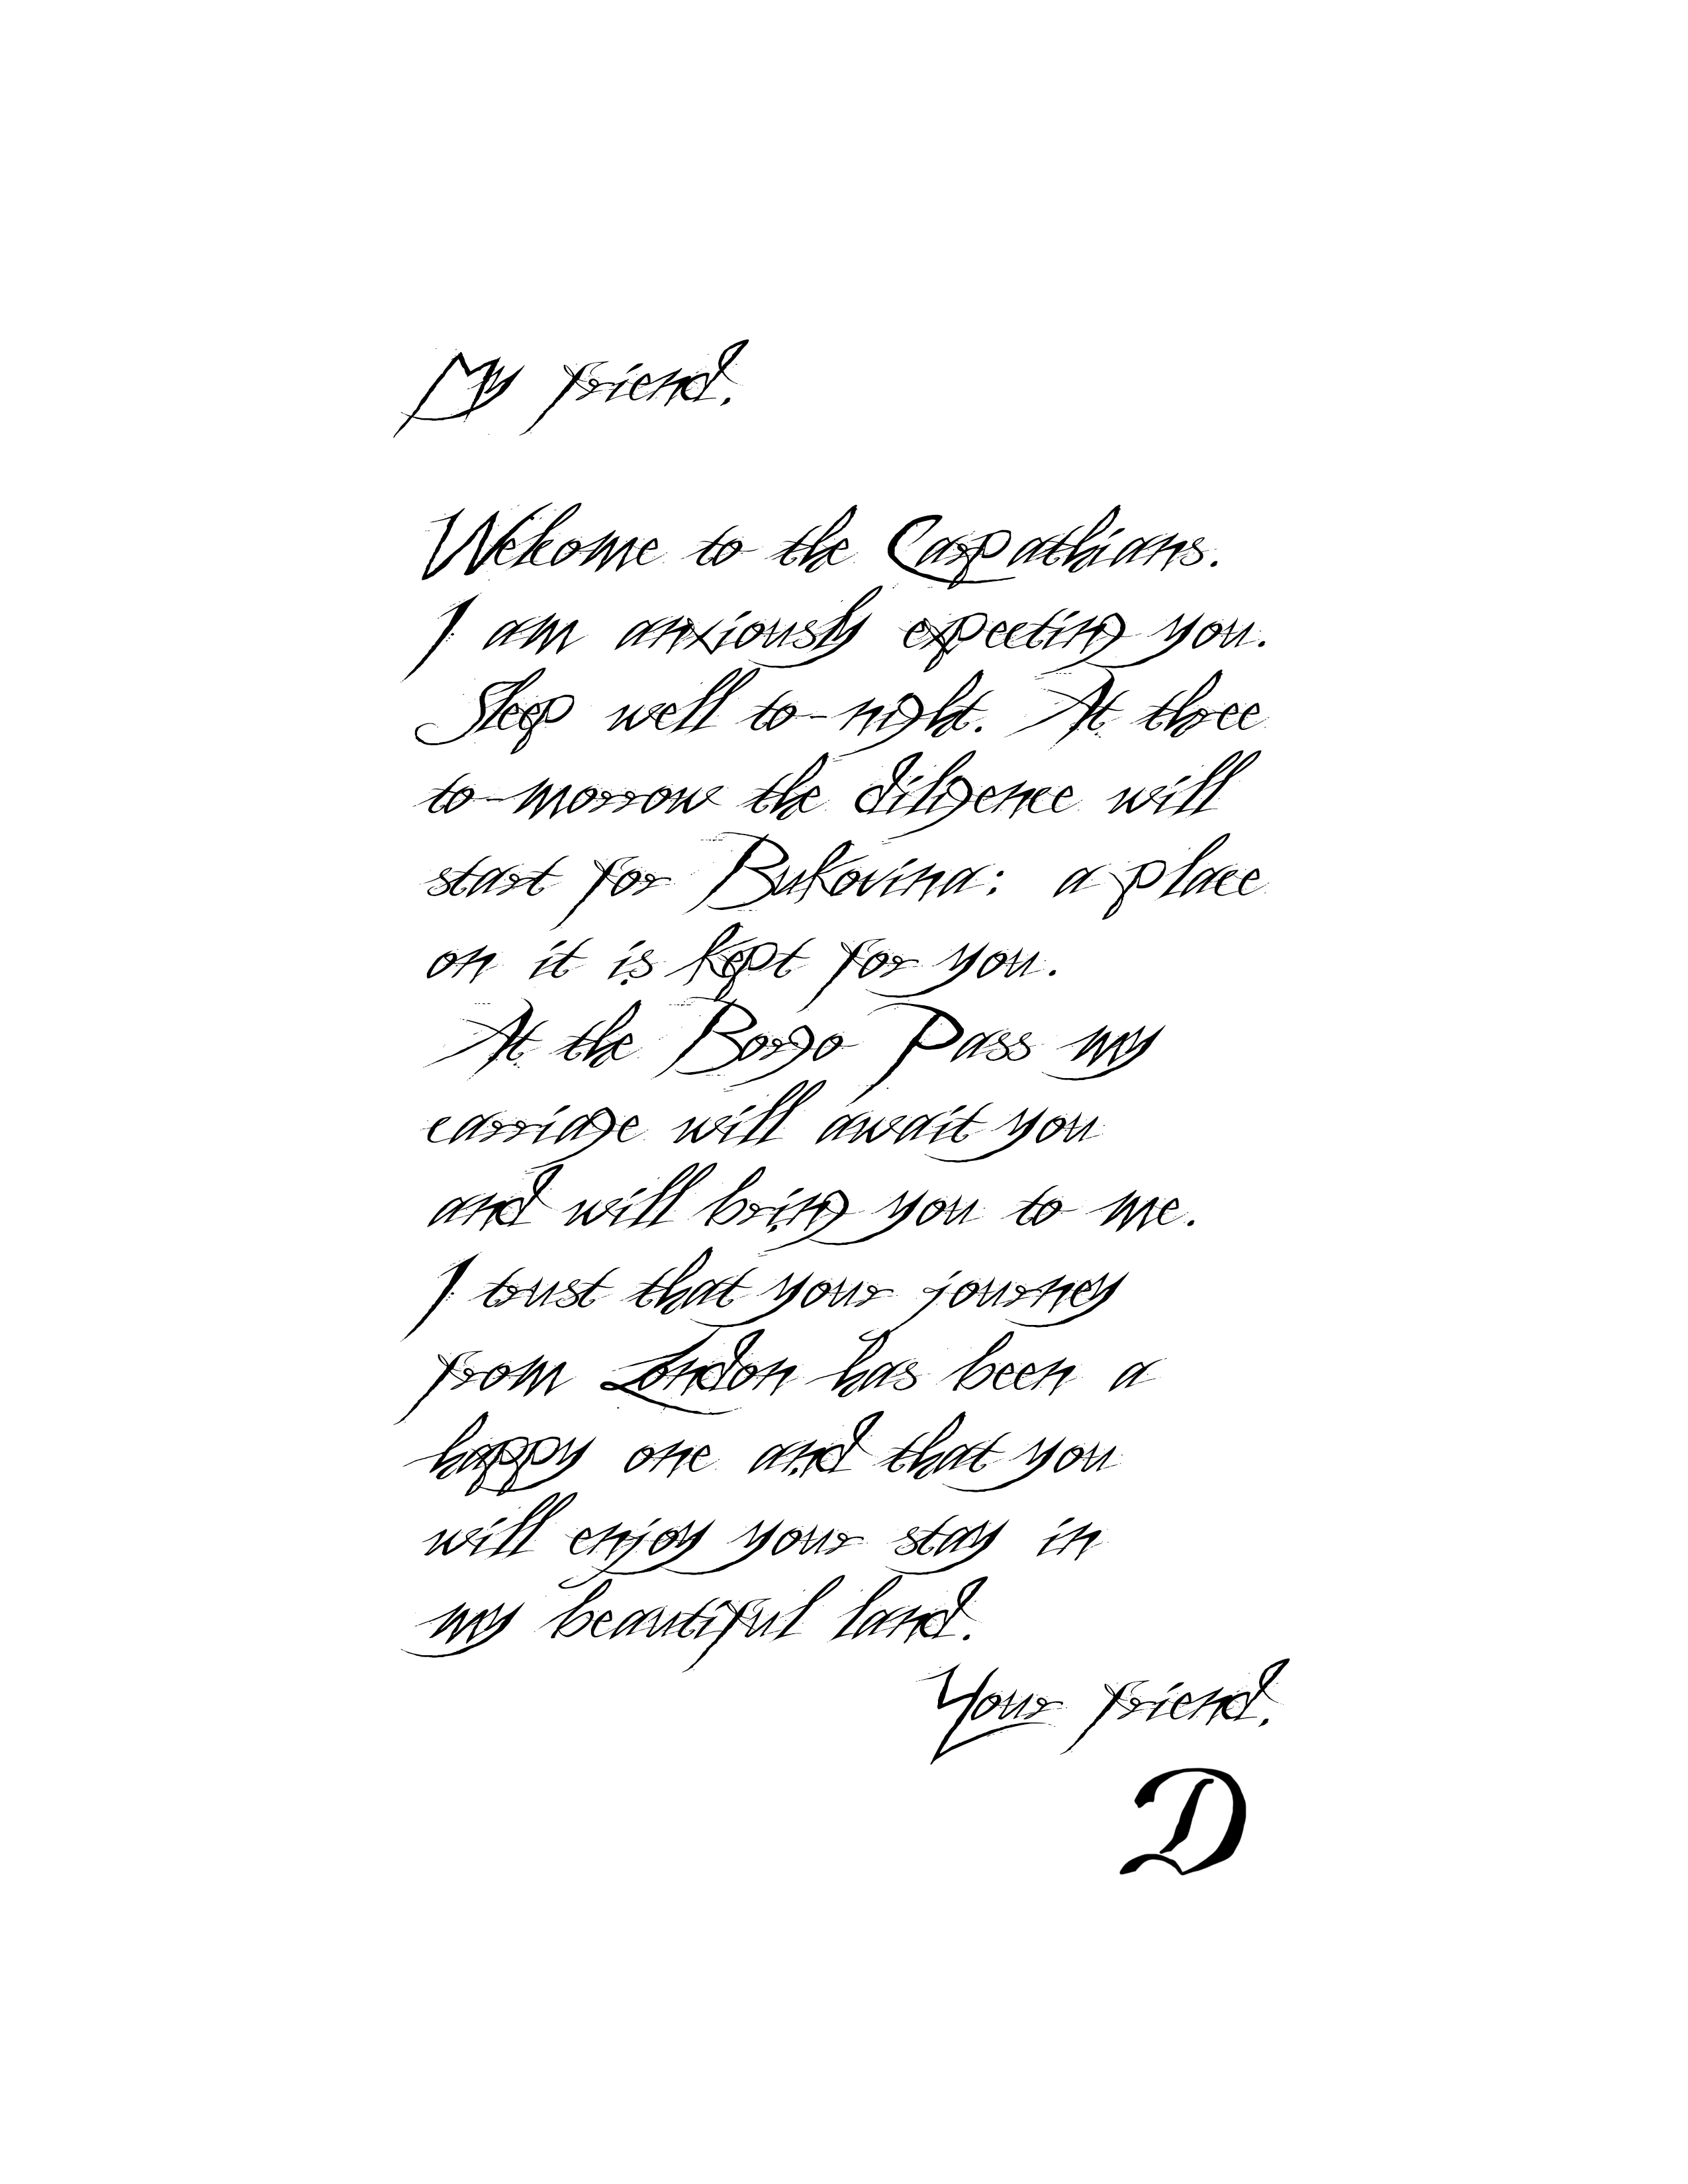 My friend.
Welcome to the Carpathians.
I am anxiously expecting you.
Sleep well to-night. At three
to-morrow the diligence will
start for Bukovina: a place
on it is kept for you.
At the Borgo Pass my
carriage will await you
and will bring you to me.
I trust that your journey
from London has been a
happy one and that you
will enjoy your stay in
my beautiful land.
Your friend,
D